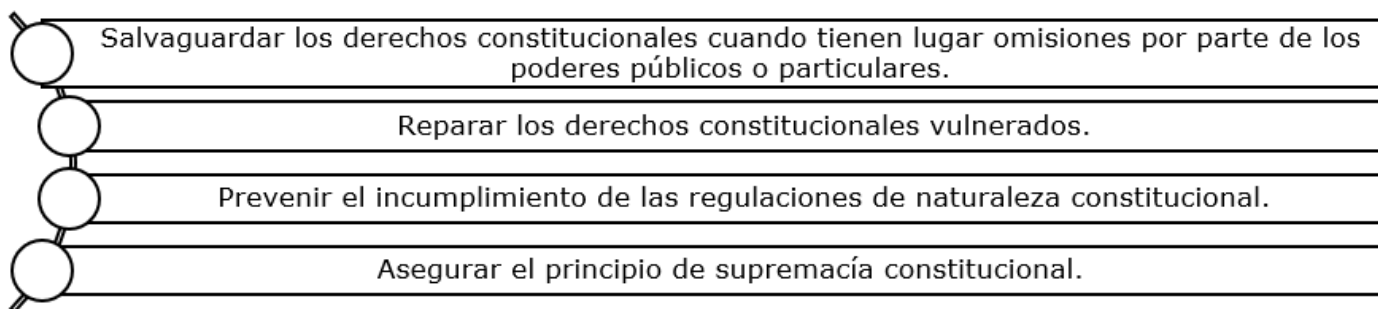 Salvaguardar los derechos constitucionales cuando tienen lugar omisiones por parte de los
poderes públicos o particulares.
Reparar los derechos constitucionales vulnerados.
Prevenir el incumplimiento de las regulaciones de naturaleza constitucional.
Asegurar el principio de supremacía constitucional.